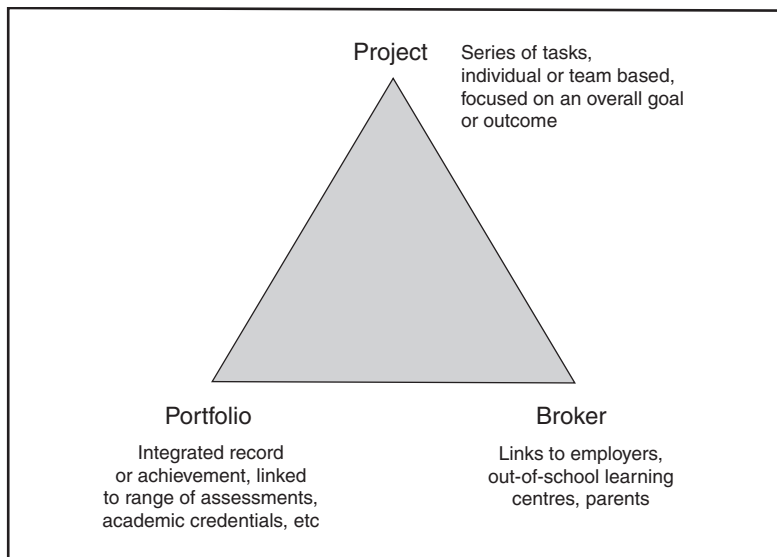 Project
Series of tasks,
individual or team based,
focused on an overall goal
or outcome
Portfolio
Integrated record
or achievement, linked
to range of assessments,
academic credentials, etc
Broker
Links to employers,
out-of-school learning
centres, parents